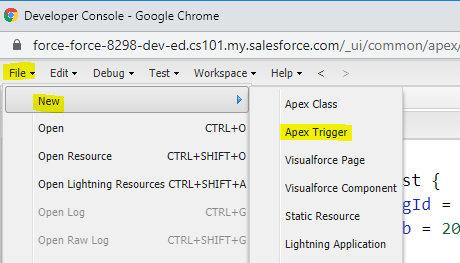 Developer Console - Google Chrome
force-force-8298-dev-ed.cs101.my.salesforce.com/_ui/common/apex/
File Edit Debug Test Workspace Help < >
New
Open CTRL+O
Open Resource CTRL+SHIFT+O
Open Lightning Resources CTRL+SHIFT+A
Open Log CTRL+G
Open Raw Log CTRL+SHIFT+G
Apex Class
Apex Trigger
Visualforce Page
Visualforce Component
Static Resource
Lightning Application
st {
gId =
b = 20